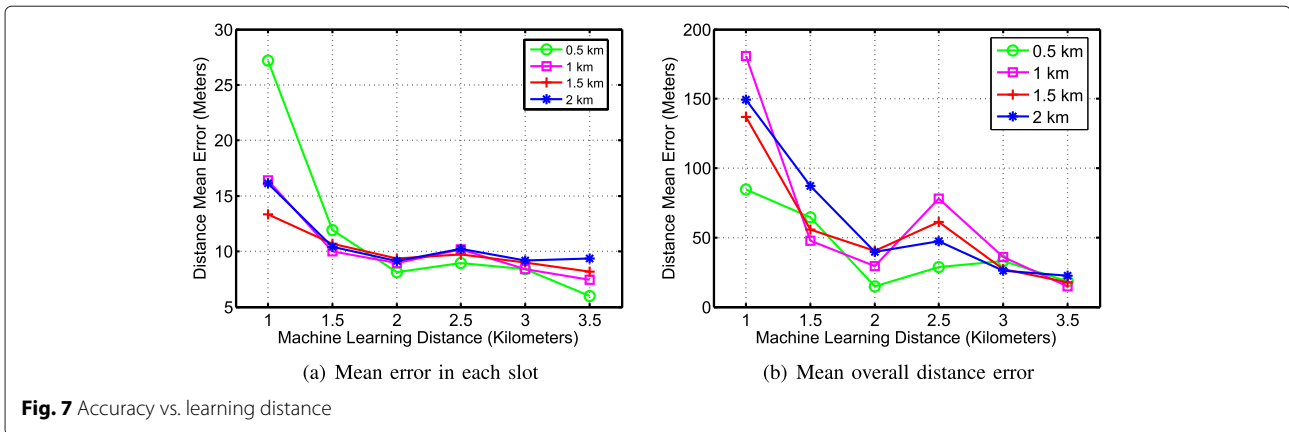 30
25
20
15
10
5
Distance Mean Error (Meters)
0.5 km
1 km
1.5 km
2 km
1 1.5 2 2.5 3 3.5
Machine Learning Distance (Kilometers)
(a) Mean error in each slot
200
150
100
50
0
Distance Mean Error (Meters)
0.5 km
1 km
1.5 km
2 km
1 1.5 2 2.5 3 3.5
Machine Learning Distance (Kilometers)
(b) Mean overall distance error
Fig. 7 Accuracy vs. learning distance